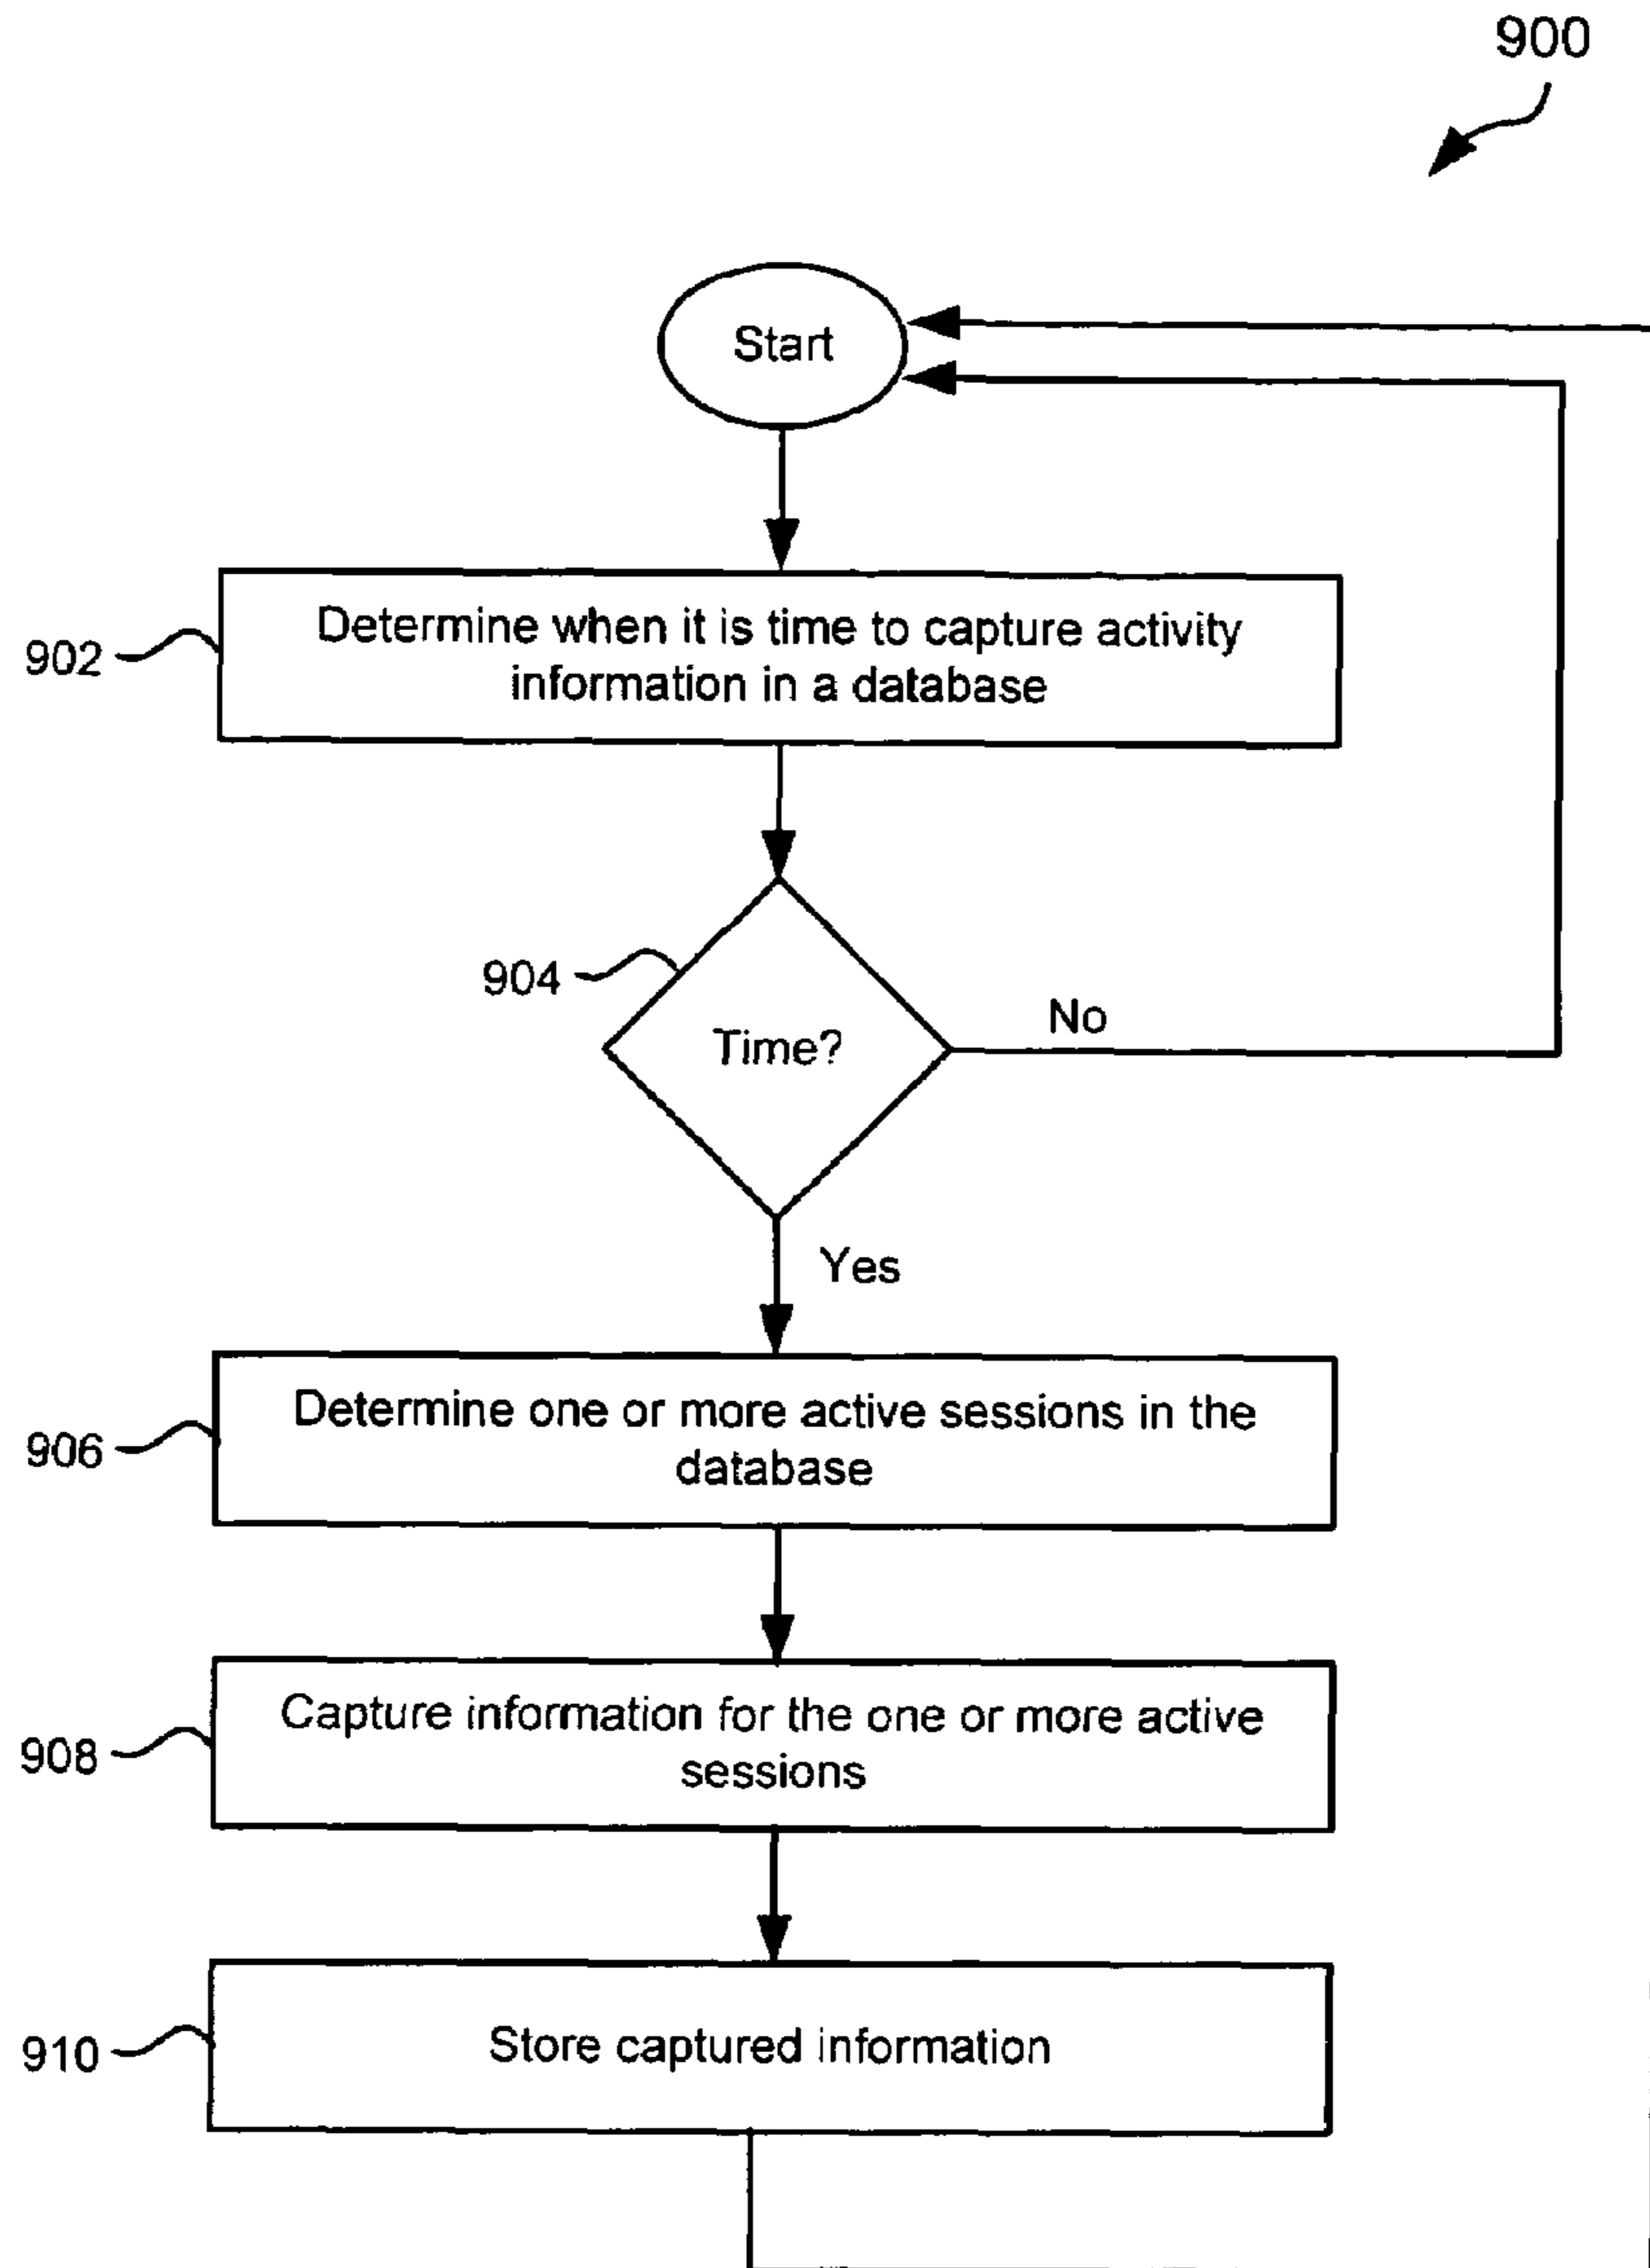 900
Start
902
Determine when it is time to capture activity
information in a database
904
Time?
No
Yes
906
Determine one or more active sessions in the
database
908
Capture information for the one or more active
sessions
910
Store captured information